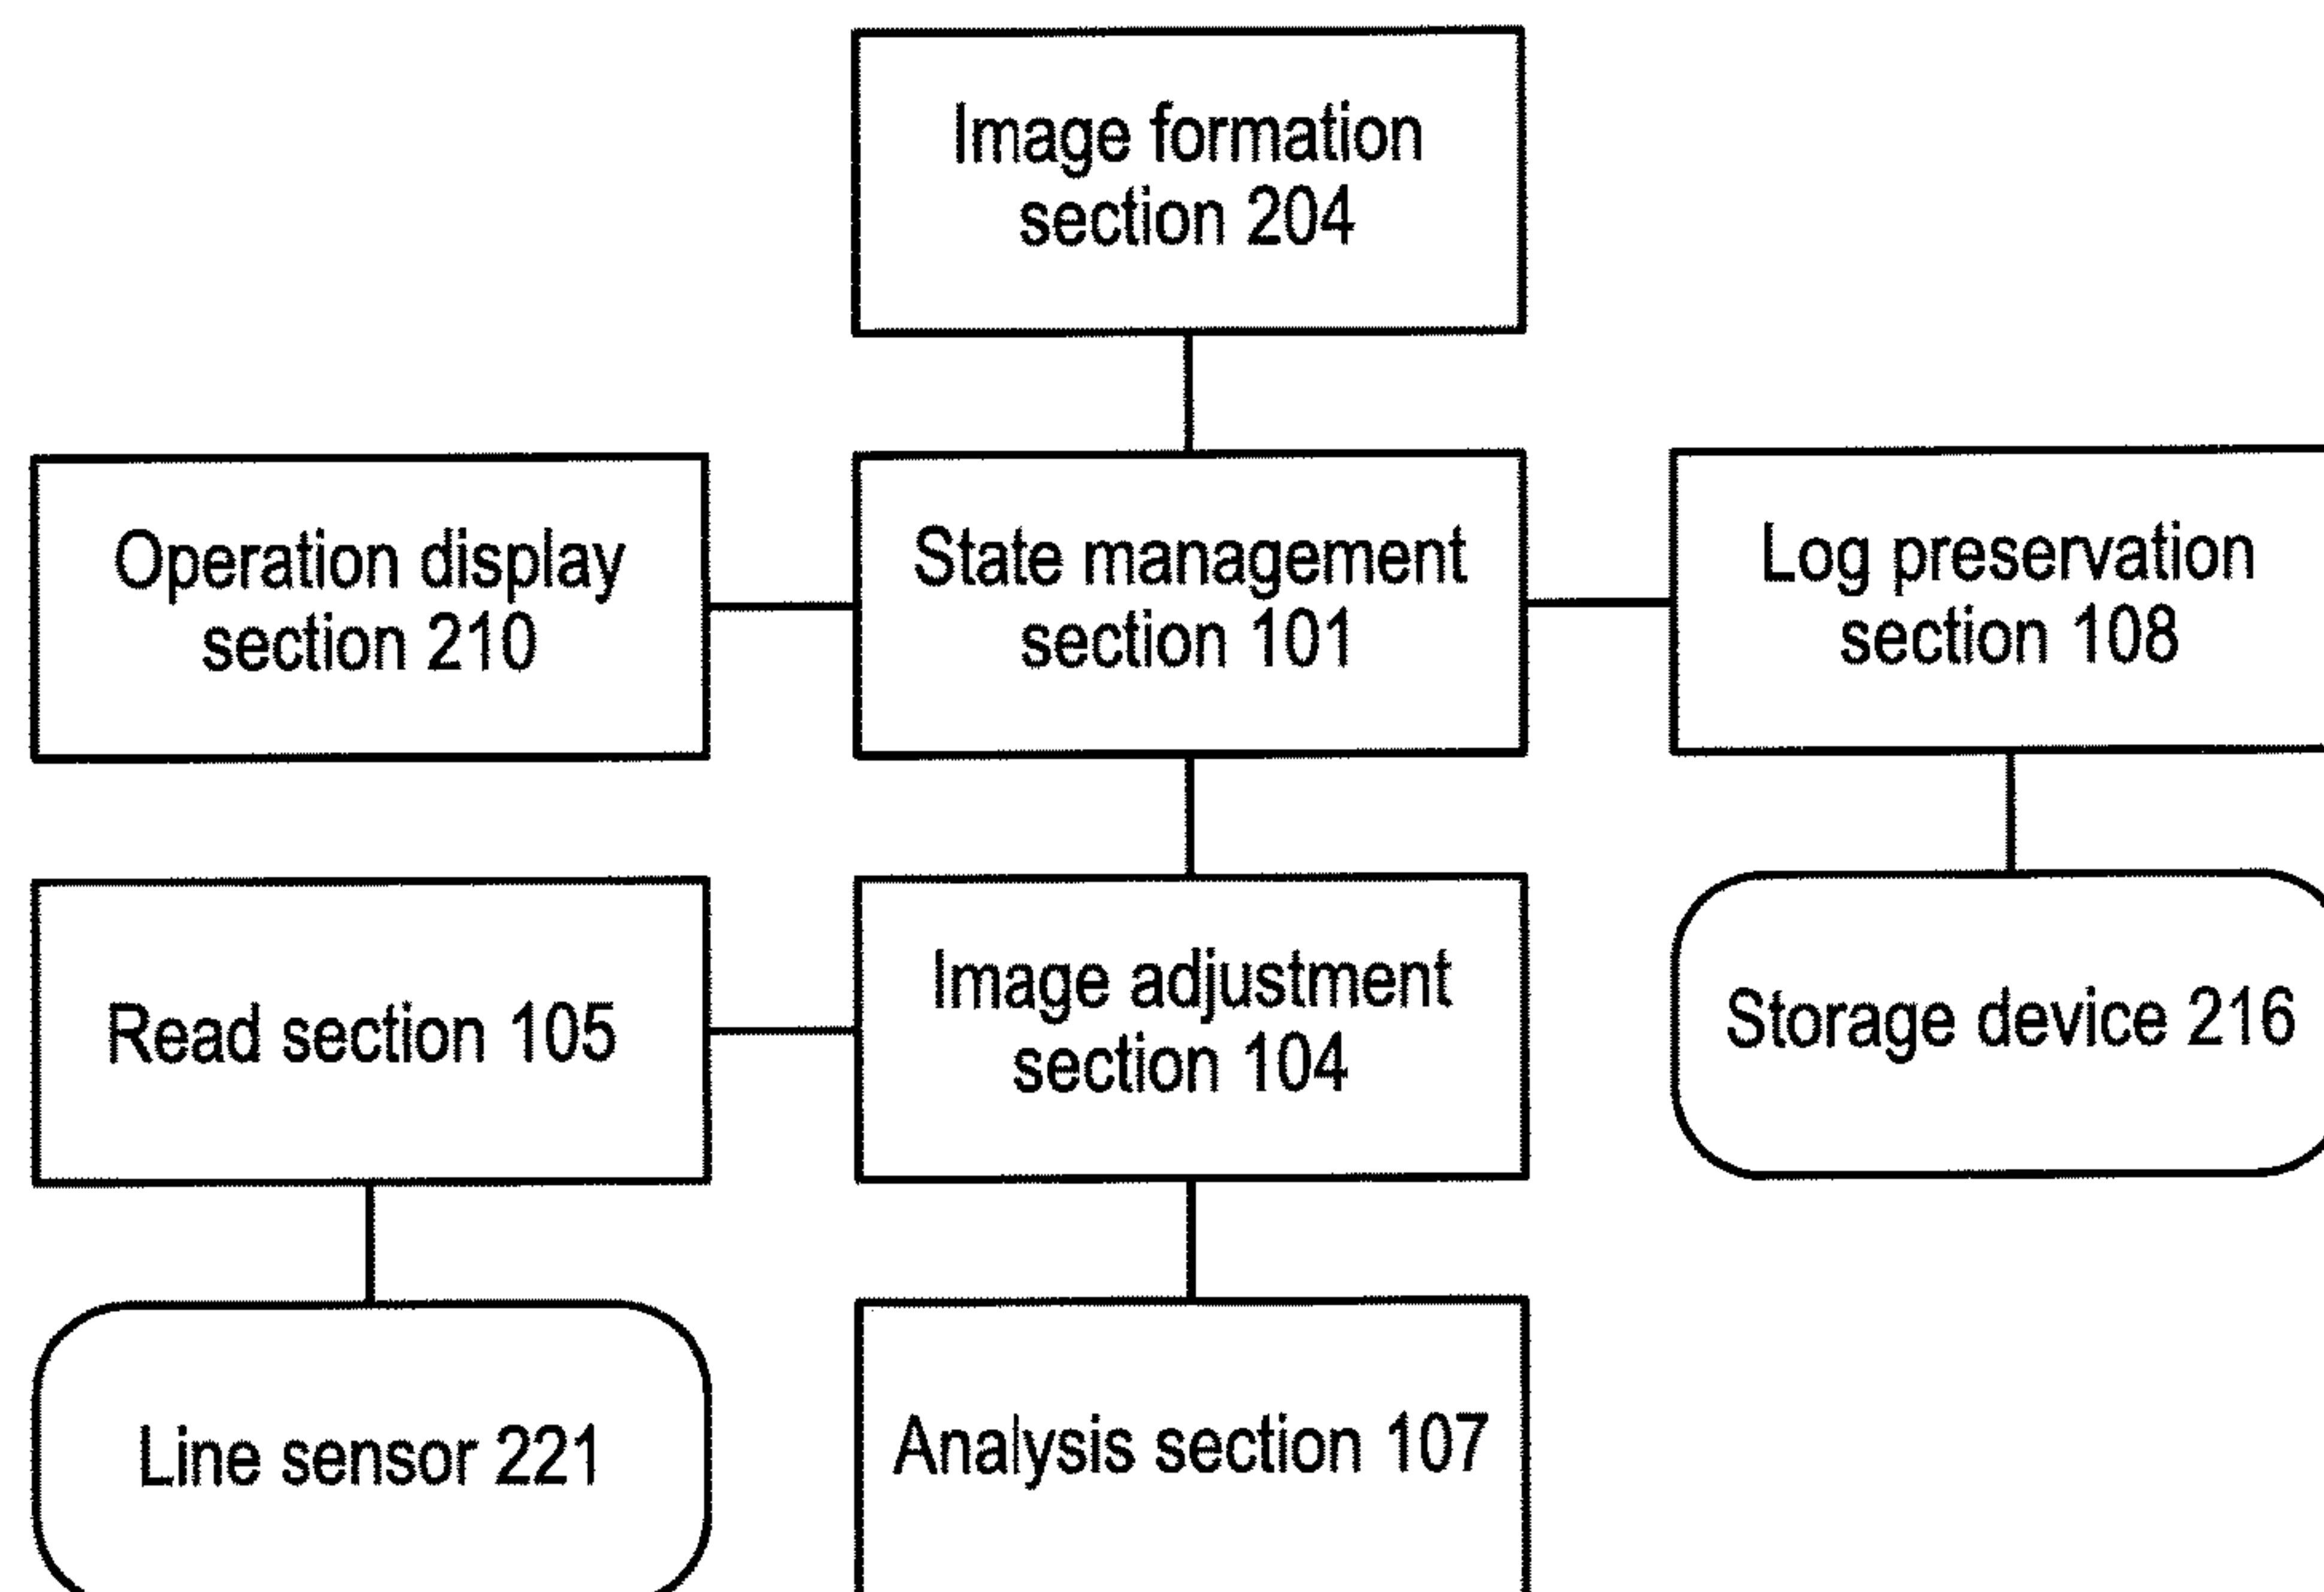 Image formation
section 204
Operation display
section 210
State management
section 101
Log preservation
section 108
Read section 105
Image adjustment
section 104
Storage device 216
Line sensor 221
Analysis section 107